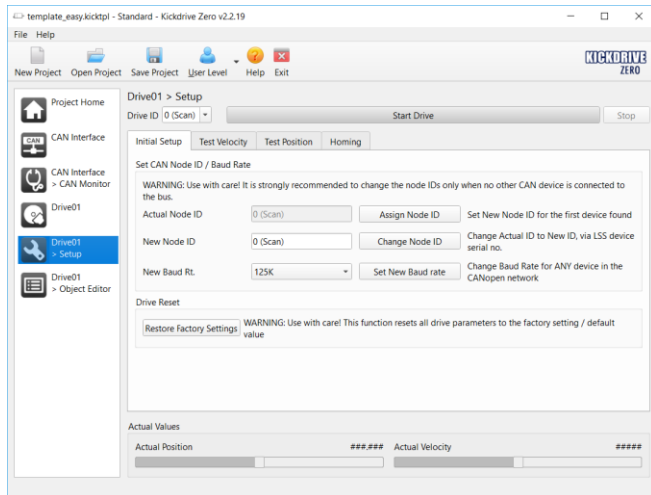 template_easy.kicktpl - Standard - Kickdrive Zero v2.2.19
File Help
New Project Open Project Save Project User Level Help Exit
KICKDRIVE
ZERO
Project Home
CAN Interface
CAN
CAN Interface
> CAN Monitor
Drive01
Drive01
> Setup
Drive01
> Object Editor
Drive01 > Setup
Drive ID 0 (Scan) Start Drive Stop
Initial Setup Test Velocity Test Position Homing
Set CAN Node ID / Baud Rate
WARNING: Use with care! It is strongly recommended to change the node IDs only when no other CAN device is connected to
the bus.
Actual Node ID 0 (Scan) Assign Node ID Set New Node ID for the first device found
New Node ID 0 (Scan) Change Node ID Change Actual ID to New ID, via LSS device
serial no.
New Baud Rt. 125K Set New Baud rate Change Baud Rate for ANY device in the
CANopen network
Drive Reset
Restore Factory Settings WARNING: Use with care! This function resets all drive parameters to the factory setting / default
value
Actual Values
Actual Position ###.### Actual Velocity #####